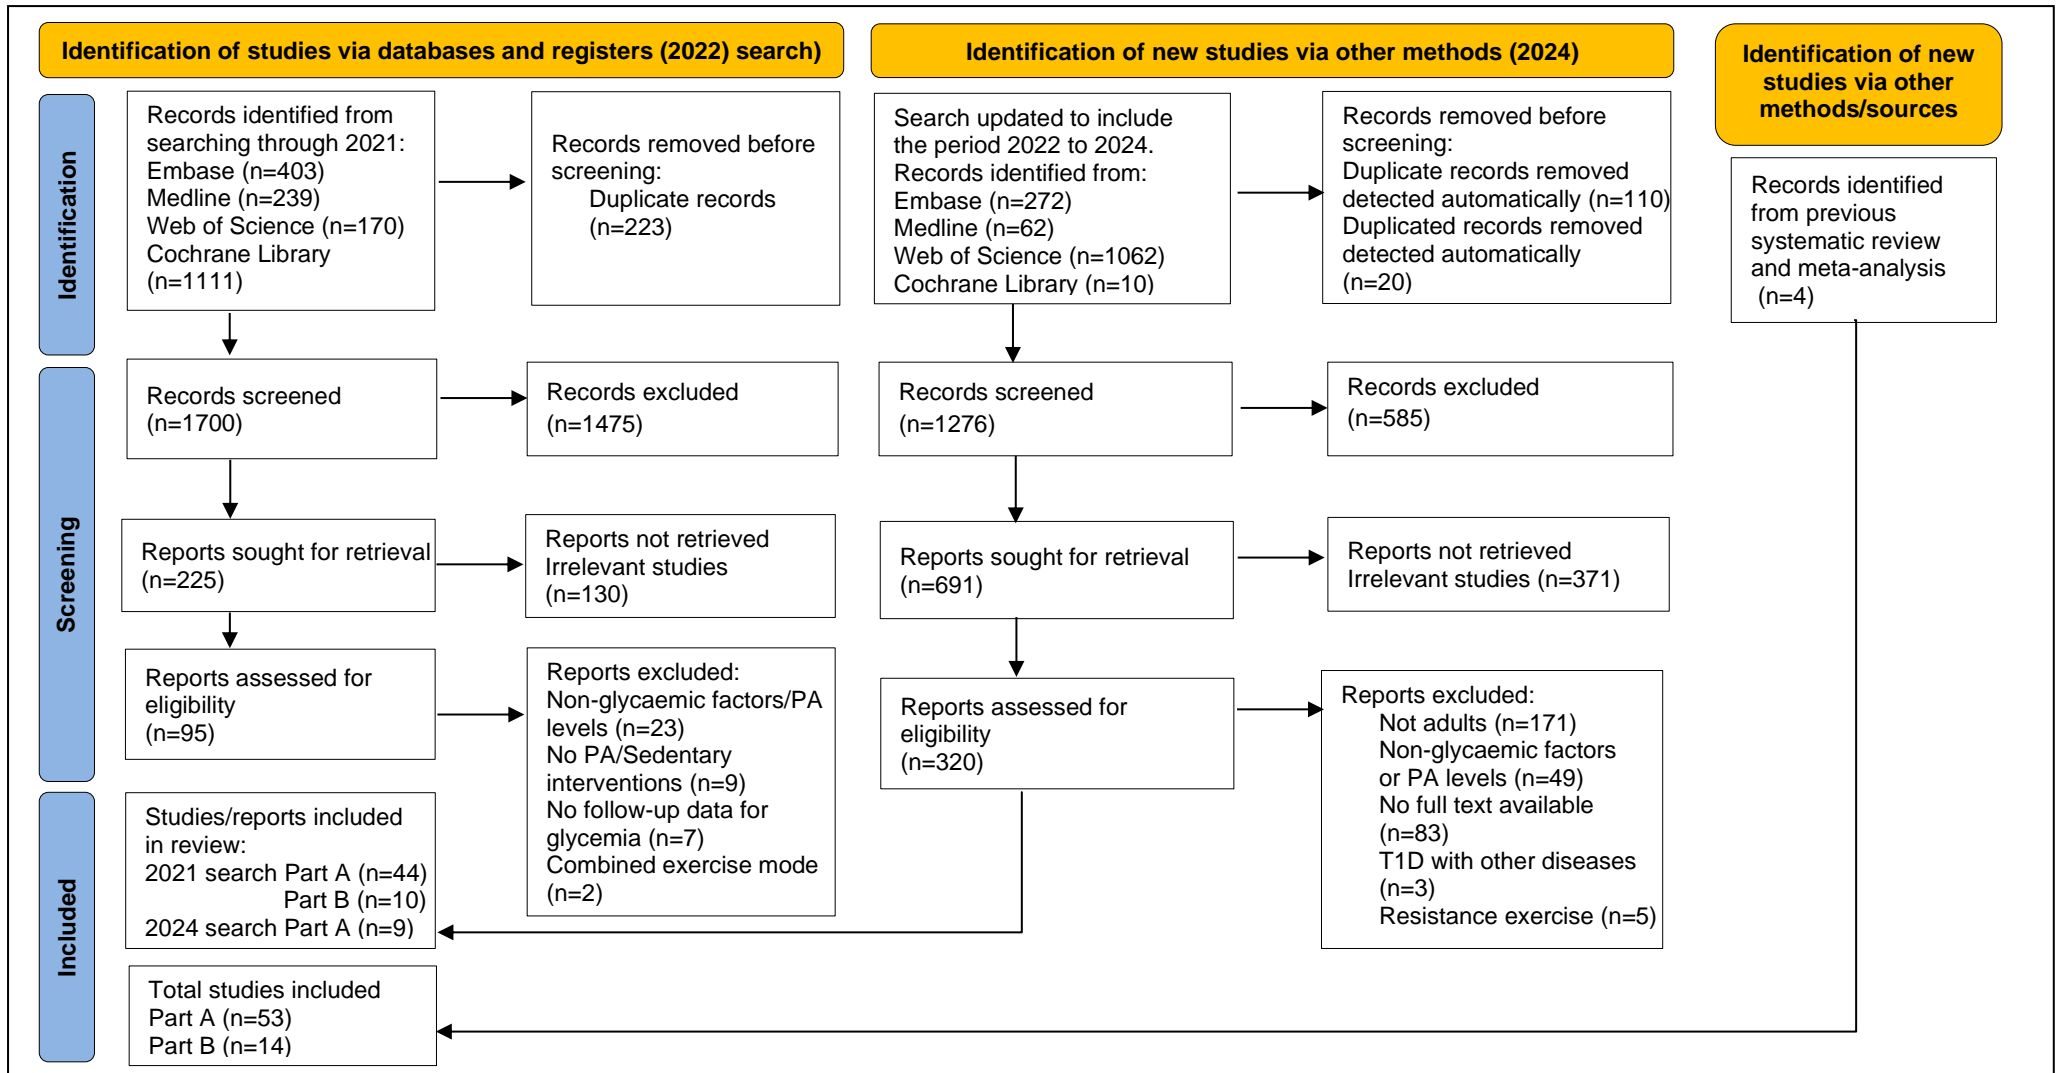 Identification of studies via databases and registers (2022) search)
Identification of new studies via other methods (2024)
Identification of new
studies via other
methods/sources
Identification
Records identified from
searching through 2021:
Embase (n=403)
Medline (n=239)
Web of Science (n=170)
Cochrane Library
(n=1111)
Records removed before
screening:
Duplicate records
(n=223)
Search updated to include
the period 2022 to 2024.
Records identified from:
Embase (n=272)
Medline (n=62)
Web of Science (n=1062)
Cochrane Library (n=10)
Records removed before
screening:
Duplicate records removed
detected automatically (n=110)
Duplicated records removed
detected automatically
(n=20)
Records identified
from previous
systematic review
and meta-analysis
(n=4)
Screening
Records screened
(n=1700)
Records excluded
(n=1475)
Records screened
(n=1276)
Records excluded
(n=585)
Reports sought for retrieval
(n=225)
Reports not retrieved
Irrelevant studies
(n=130)
Reports sought for retrieval
(n=691)
Reports not retrieved
Irrelevant studies (n=371)
Reports assessed for
eligibility
(n=95)
Reports excluded:
Non-glycaemic factors/PA
levels (n=23)
No PA/Sedentary
interventions (n=9)
No follow-up data for
glycemia (n=7)
Combined exercise mode
(n=2)
Reports assessed for
eligibility
(n=320)
Reports excluded:
Not adults (n=171)
Non-glycaemic factors
or PA levels (n=49)
No full text available
(n=83)
T1D with other diseases
(n=3)
Resistance exercise (n=5)
Included
Studies/reports included
in review:
2021 search Part A (n=44)
Part B (n=10)
2024 search Part A (n=9)
Total studies included
Part A (n=53)
Part B (n=14)